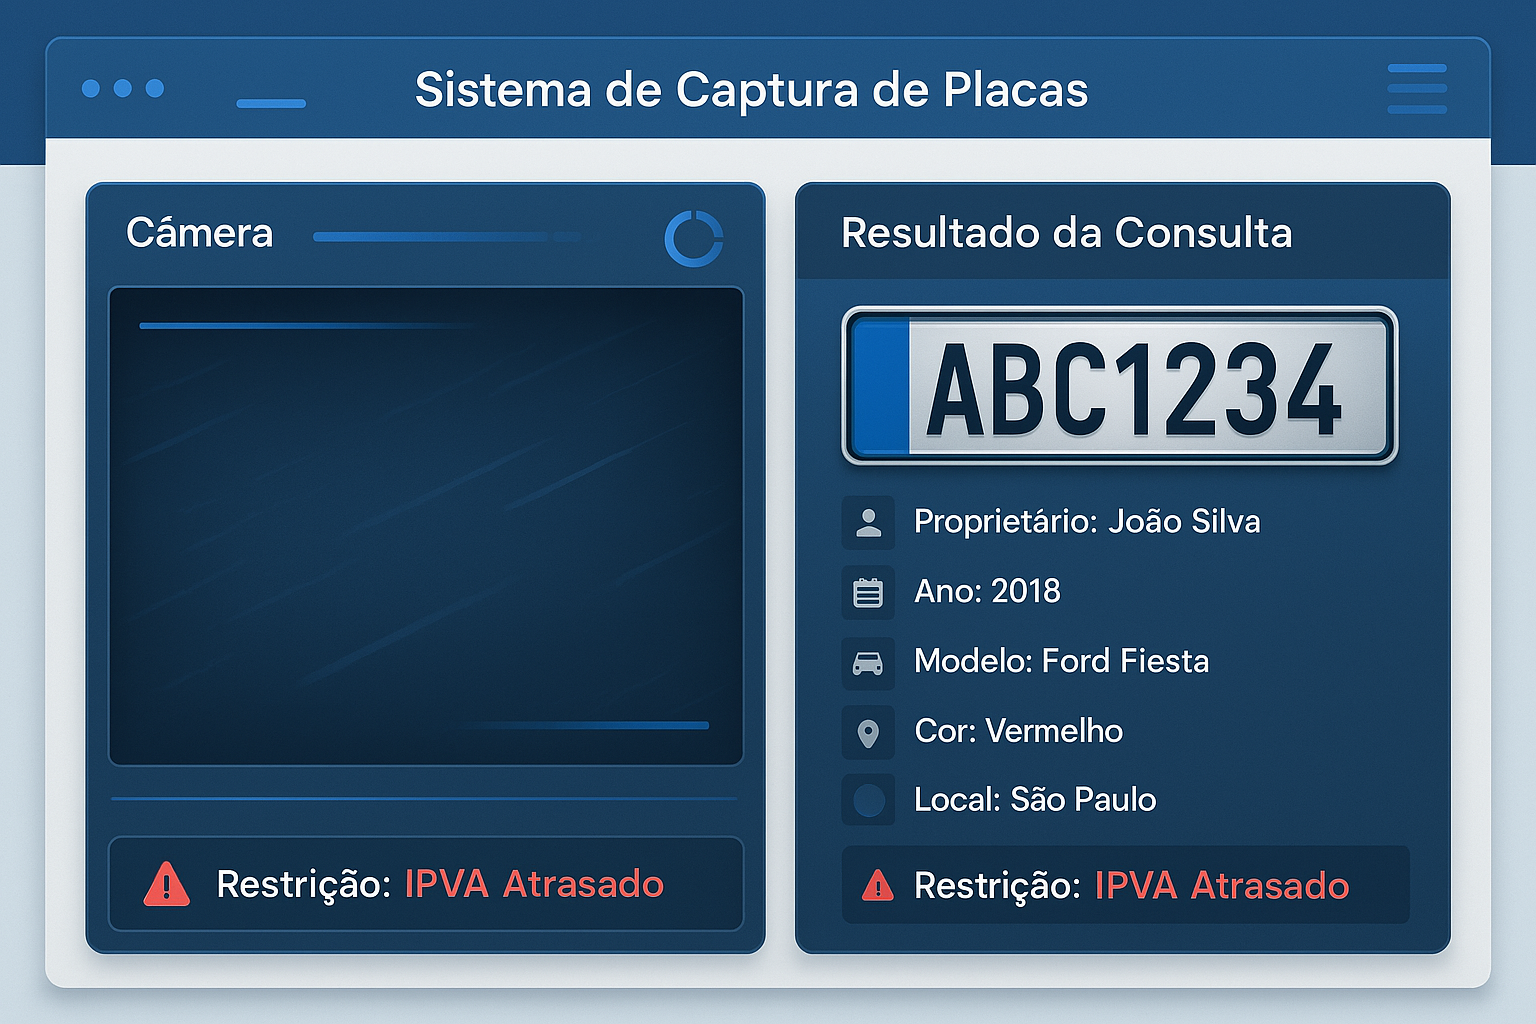 Sistema de Captura de Placas
Cámera
Restrição: IPVA Atrasado
Resultado da Consulta
ABC1234
Proprietário: João Silva
Ano: 2018
Modelo: Ford Fiesta
Cor: Vermelho
Local: São Paulo
Restrição: IPVA Atrasado